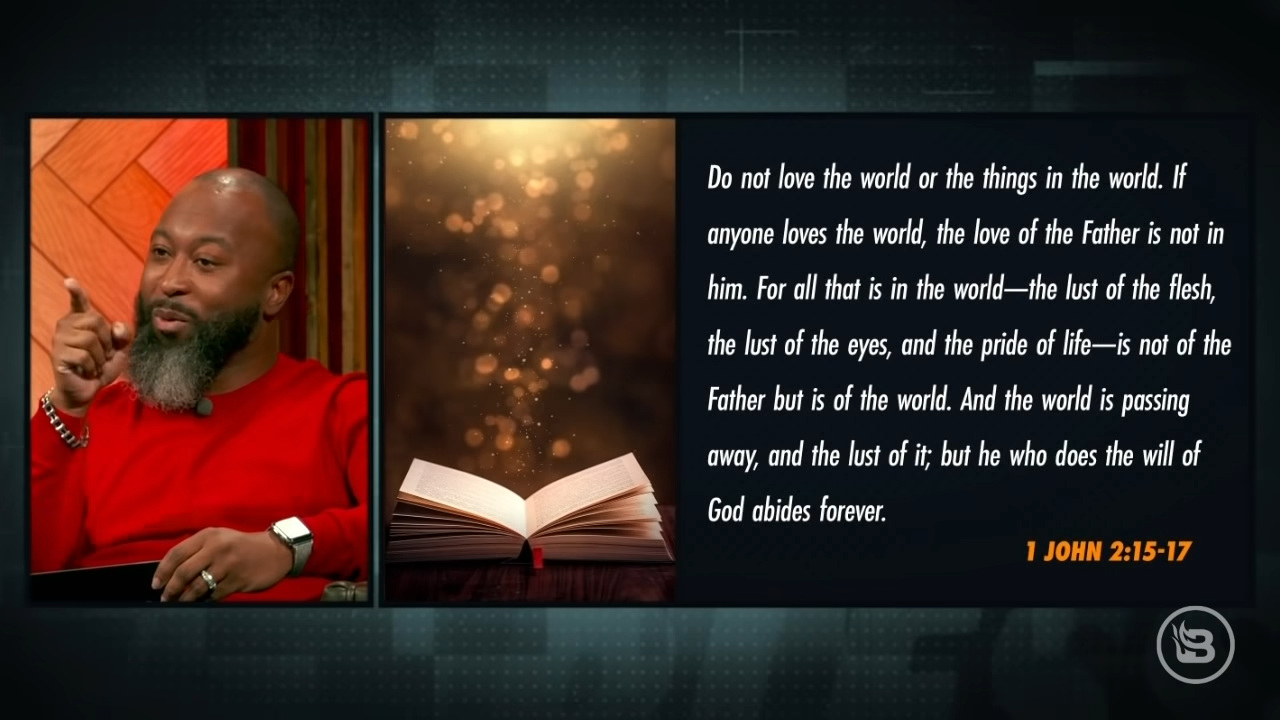 Do not love the world or the things in the world. If
anyone loves the world, the love of the Father is not in
him. For all that is in the world—the lust of the flesh,
the lust of the eyes, and the pride of life—is not of the
Father but is of the world. And the world is passing
away, and the lust of it; but he who does the will of
God abides forever.
1 JOHN 2:15-17
B